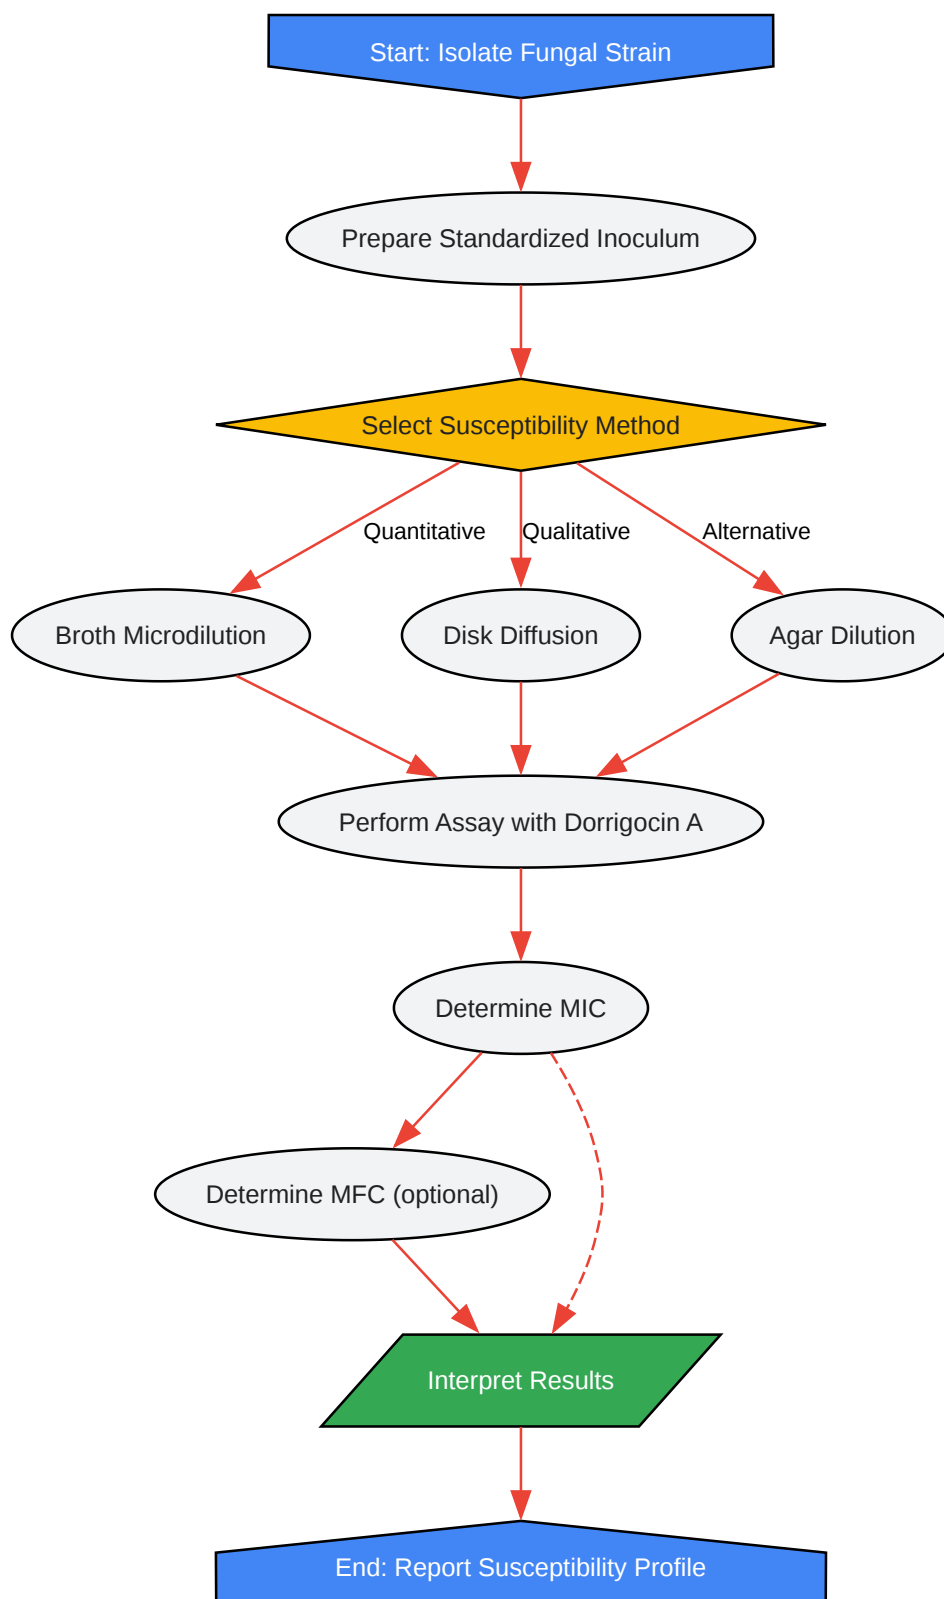 Start: Isolate Fungal Strain
Prepare Standardized Inoculum
Select Susceptibility Method
Quantitative
Qualitative
Alternative
Broth Microdilution
Disk Diffusion
Agar Dilution
Perform Assay with Dorrigocin A
Determine MIC
Determine MFC (optional)
Interpret Results
End: Report Susceptibility Profile